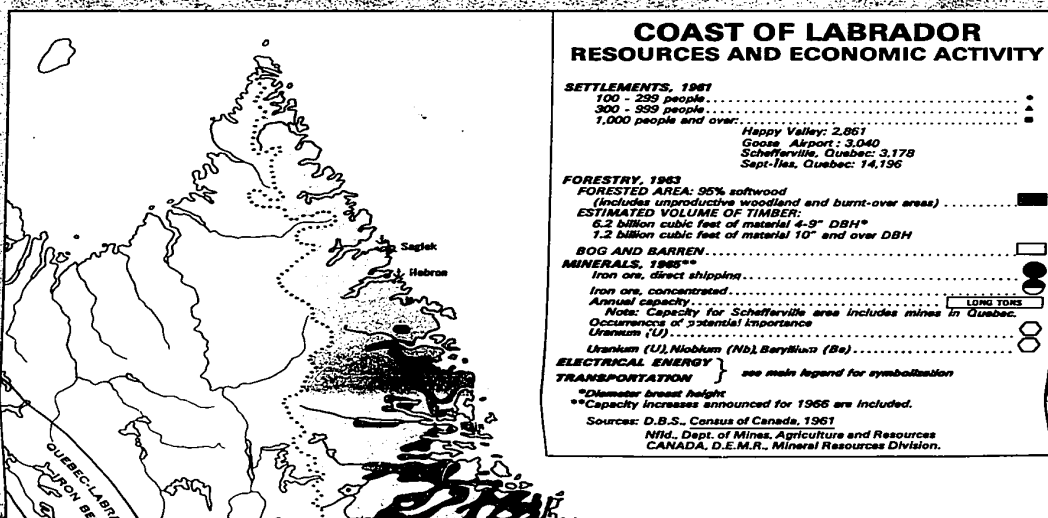 COAST OF LABRADOR
RESOURCES AND ECONOMIC ACTIVITY
SETTLEMENTS, 1961
100 - 299 people
300 - 999 people
1,000 people and over:
Happy Valley: 2,861
Goose Airport: 3,040
Schefferville, Quebec: 3,178
Sept-Îles, Quebec: 14,196
FORESTRY, 1963
FORESTED AREA: 95% softwood
(includes unproductive woodland and burnt-over areas)
ESTIMATED VOLUME OF TIMBER:
6.2 billion cubic feet of material 4-9" DBH*
1.2 billion cubic feet of material 10" and over DBH
BOG AND BARREN
MINERALS, 1965**
Iron ore, direct shipping
Iron ore, concentrated
Annual capacity
LONG TONS
Note: Capacity for Schefferville area includes mines in Quebec.
Occurrences of potential importance
Uranium (U)
Uranium (U), Niobium (Nb), Beryllium (Be)
ELECTRICAL ENERGY
TRANSPORTATION
} see main legend for symbolization
*Diameter breast height
**Capacity increases announced for 1966 are included.
Sources: D.B.S., Census of Canada, 1961
Nfld., Dept. of Mines, Agriculture and Resources
CANADA, D.E.M.R., Mineral Resources Division.
Saglek
Hebron
QUEBEC-LABRA
IRON BE